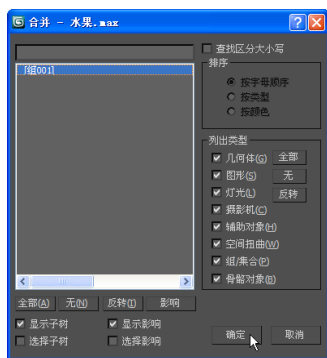 合并 - 水果.max
查找区分大小写
排序
[组001]
按字母顺序
按类型
按颜色
列出类型
几何体(G) 全部
图形(S) 无
灯光(L) 反转
摄影机(C)
辅助对象(H)
空间扭曲(W)
组/集合(P)
骨骼对象(B)
全部(A) 无(N) 反转(I) 影响
显示子树 显示影响
选择子树 选择影响
确定 取消